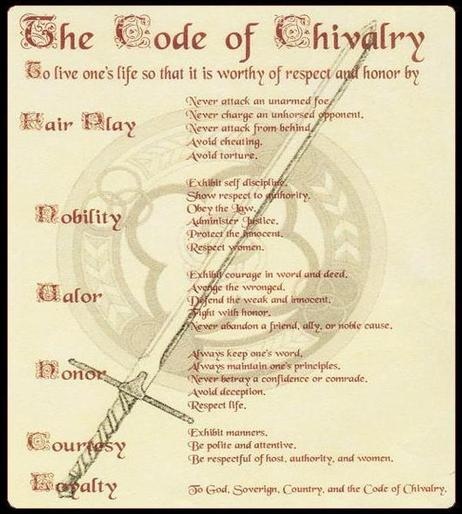 The Code of Chivalry
To live one's life so that it is worthy of respect and honor by
Fair Play
Never attack an unarmed foe.
Never charge an unhorsed opponent.
Never attack from behind.
Avoid cheating.
Avoid torture.
Nobility
Exhibit self discipline.
Show respect to authority.
Obey the law.
Administer justice.
Protect the innocent.
Respect women.
Valor
Exhibit courage in word and deed.
Avenge the wronged.
Defend the weak and innocent.
Fight with honor.
Never abandon a friend, ally, or noble cause.
Honor
Always keep one's word.
Always maintain one's principles.
Never betray a confidence or comrade.
Avoid deception.
Respect life.
Courtesy
Exhibit manners.
Be polite and attentive.
Be respectful of host, authority, and women.
Loyalty
To God, Soverign, Country, and the Code of Chivalry.